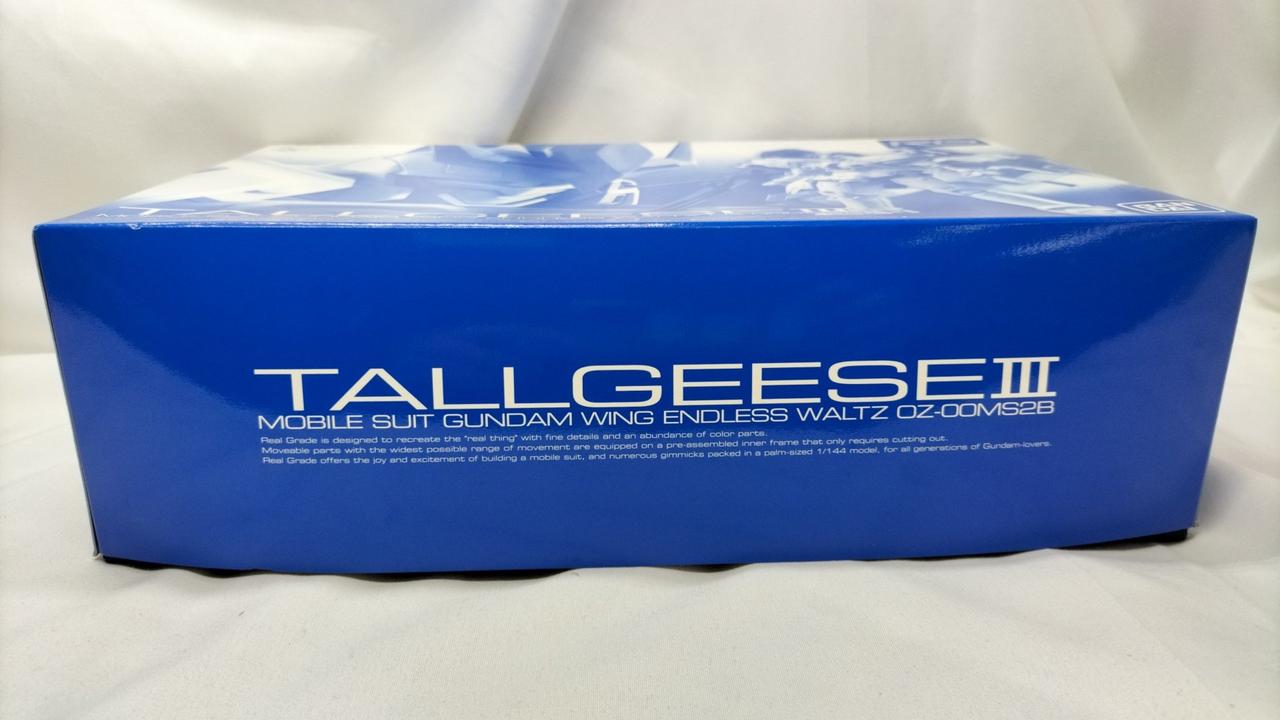 TALLGEESE III
MOBILE SUIT GUNDAM WING ENDLESS WALTZ OZ-00MS2B
Real Grade is designed to recreate the "real thing" with fine details and an abundance of color parts.
Moveable parts with the widest possible range of movement are equipped on a pre-assembled inner frame that only requires cutting out.
Real Grade offers the joy and excitement of building a mobile suit, and numerous gimmicks packed in a palm-sized 1/144 model, for all generations of Gundam-lovers.